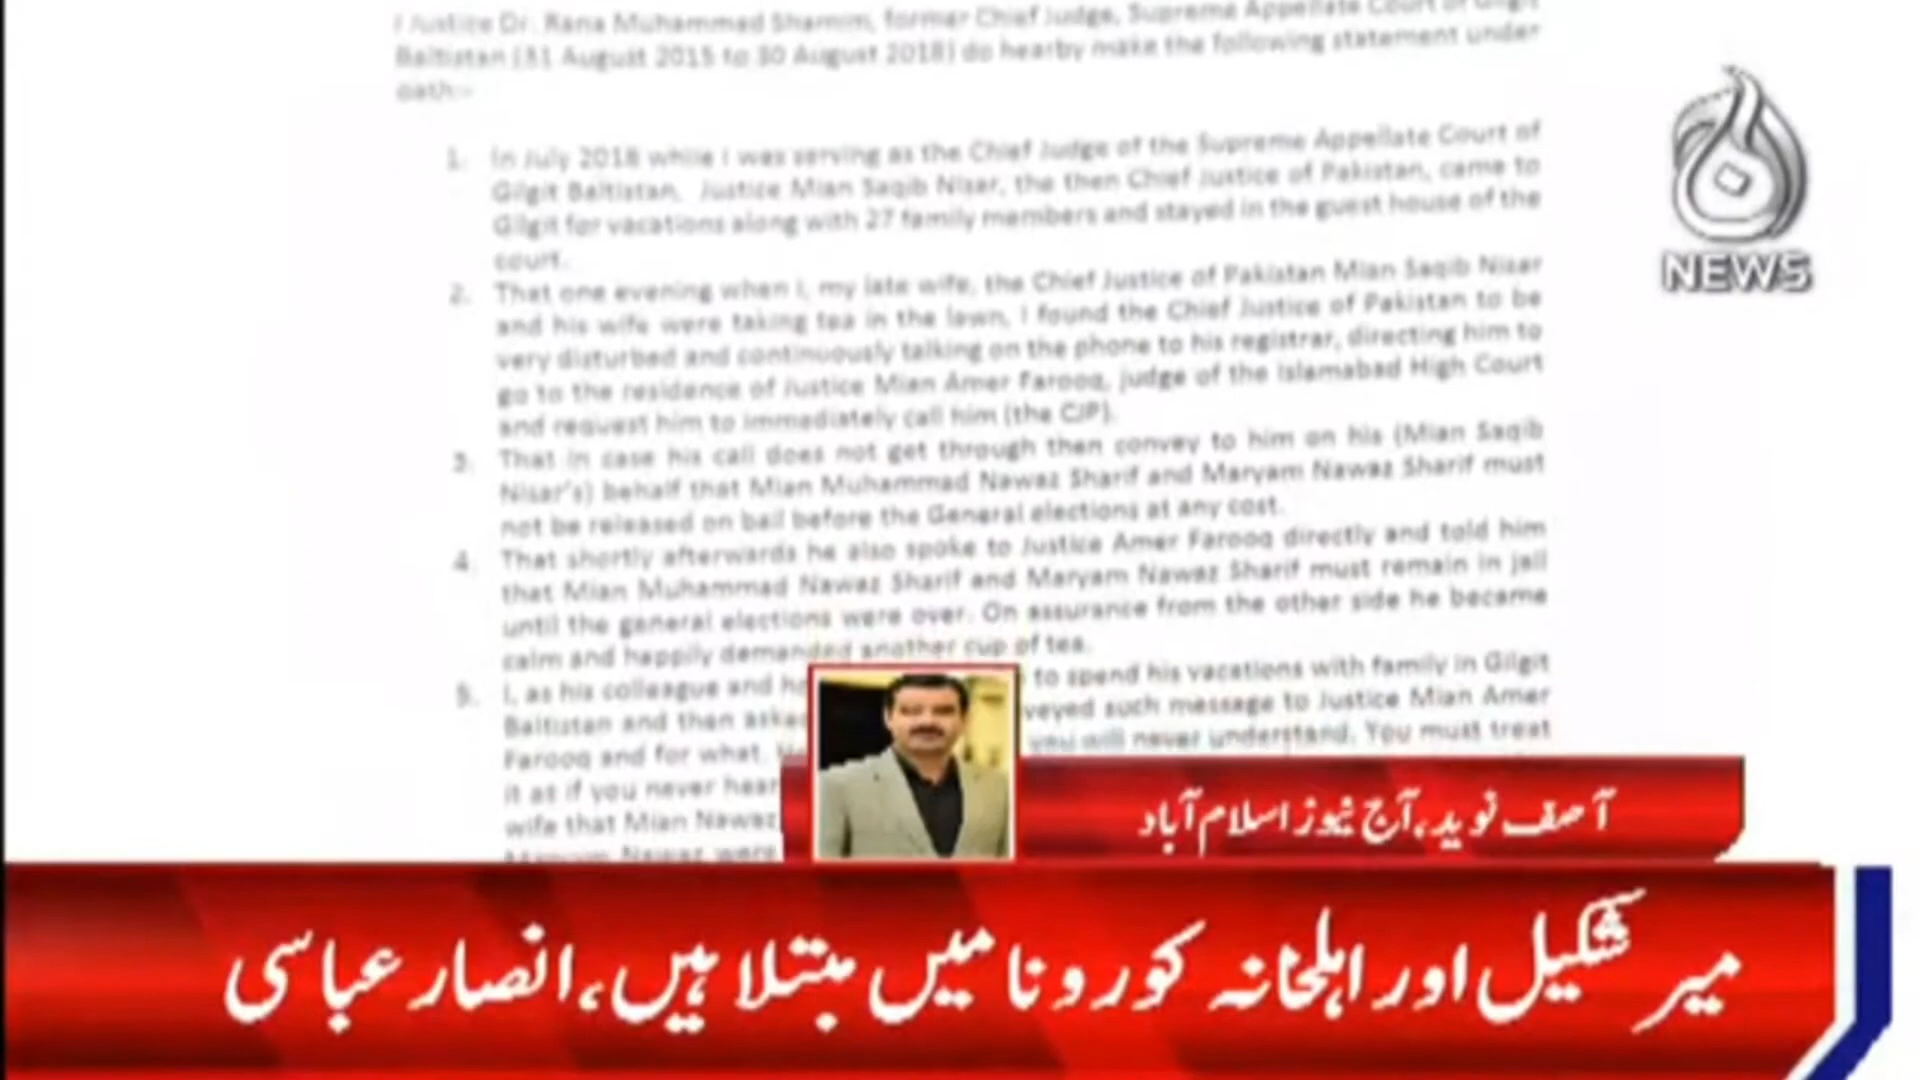 I Justice Dr. Rana Muhammad Shamim, former Chief Judge, Supreme Appellate Court of Gilgit
Baltistan (31 August 2015 to 30 August 2018) do hearby make the following statement under
oath:-
1. In July 2018 while I was serving as the Chief Judge of the Supreme Appellate Court of
Gilgit Baltistan, Justice Mian Saqib Nisar, the then Chief Justice of Pakistan, came to
Gilgit for vacations along with 27 family members and stayed in the guest house of the
court.
2. That one evening when I, my late wife, the Chief Justice of Pakistan Mian Saqib Nisar
and his wife were taking tea in the lawn, I found the Chief Justice of Pakistan to be
very disturbed and continuously talking on the phone to his registrar, directing him to
go to the residence of Justice Mian Amer Farooq, judge of the Islamabad High Court
and request him to immediately call him (the CJP).
3. That in case his call does not get through then convey to him on his (Mian Saqib
Nisar's) behalf that Mian Muhammad Nawaz Sharif and Maryam Nawaz Sharif must
not be released on bail before the General elections at any cost.
4. That shortly afterwards he also spoke to Justice Amer Farooq directly and told him
that Mian Muhammad Nawaz Sharif and Maryam Nawaz Sharif must remain in jail
until the general elections were over. On assurance from the other side he became
calm and happily demanded another cup of tea.
5. I, as his colleague and to spend his vacations with family in Gilgit
Baltistan and then asked such message to Justice Mian Amer
Farooq and for what. you will never understand. You must treat
it as if you never hear
wife that Mian Nawaz
Maryam Nawaz were
NEWS
آصف نوید، آج نیوز اسلام آباد
میر شکیل اور اہلخانہ کورونا میں مبتلا ہیں، انصار عباسی